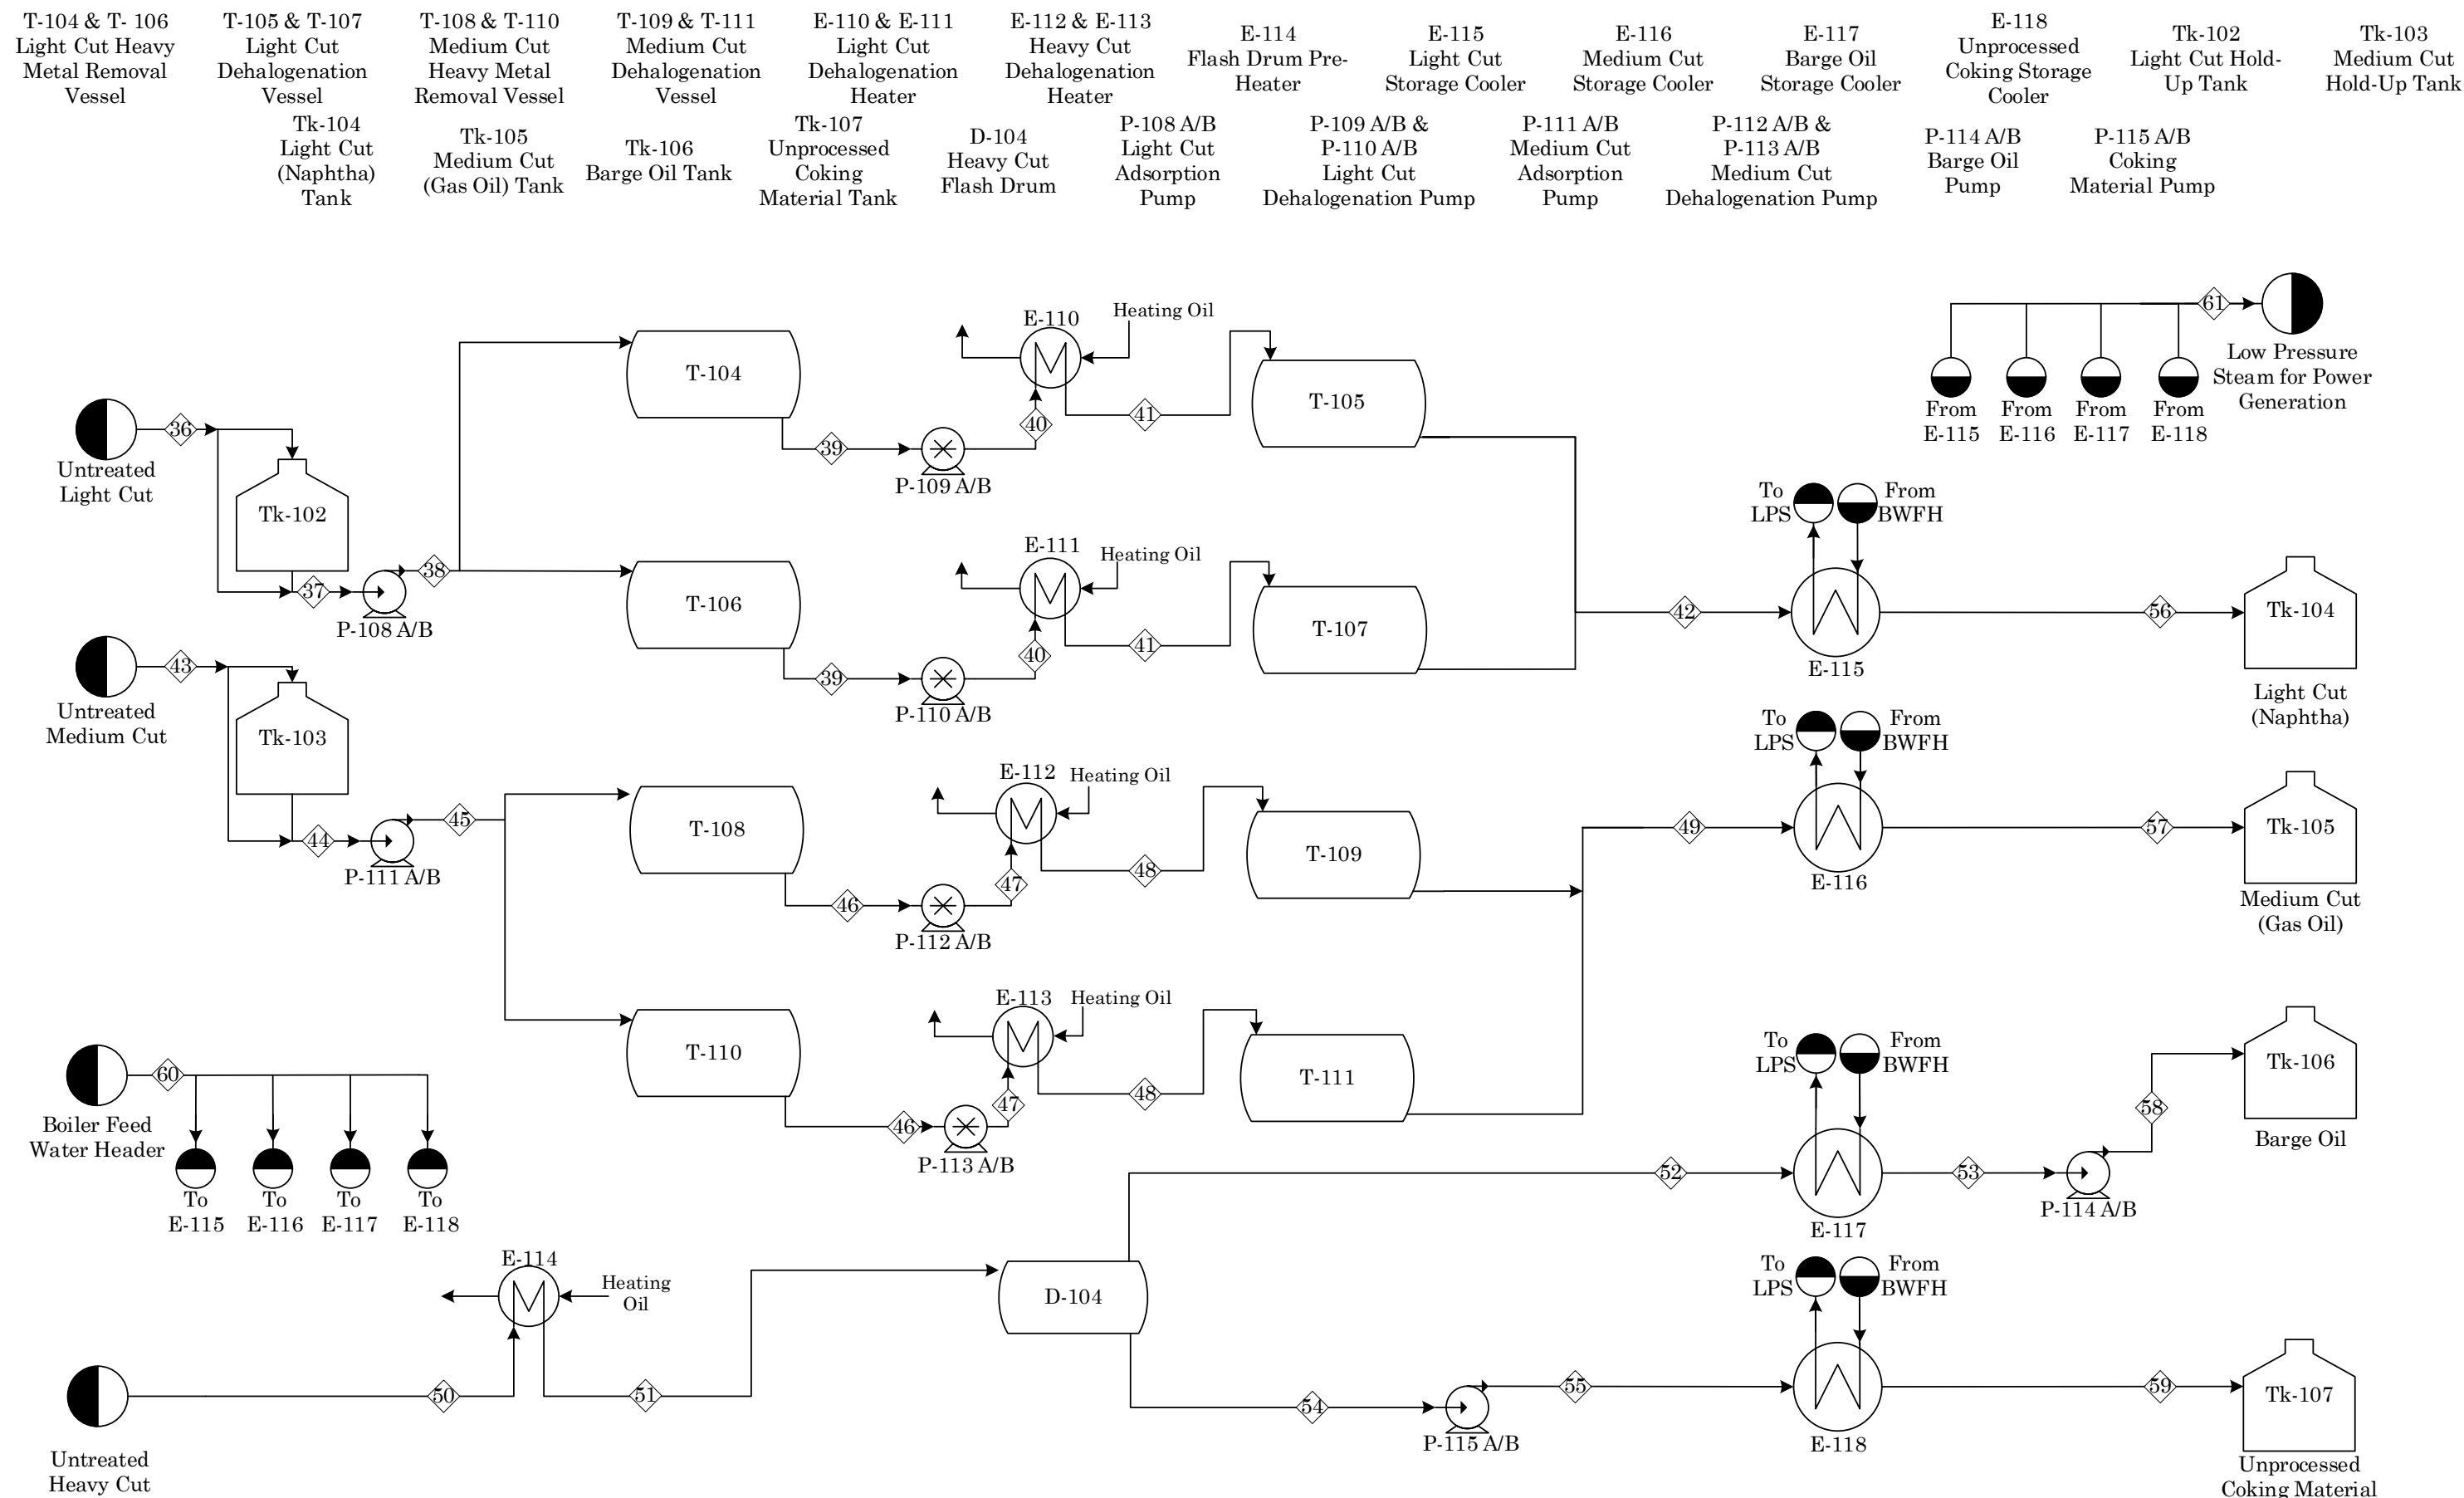 T-104 & T- 106
Light Cut Heavy
Metal Removal
Vessel
T-105 & T-107
Light Cut
Dehalogenation
Vessel
T-108 & T-110
Medium Cut
Heavy Metal
Removal Vessel
T-109 & T-111
Medium Cut
Dehalogenation
Vessel
E-110 & E-111
Light Cut
Dehalogenation
Heater
E-112 & E-113
Heavy Cut
Dehalogenation
Heater
E-114
Flash Drum Pre-
Heater
E-115
Light Cut
Storage Cooler
E-116
Medium Cut
Storage Cooler
E-117
Barge Oil
Storage Cooler
E-118
Unprocessed
Coking Storage
Cooler
Tk-102
Light Cut Hold-
Up Tank
Tk-103
Medium Cut
Hold-Up Tank
Tk-104
Light Cut
(Naphtha)
Tank
Tk-105
Medium Cut
(Gas Oil) Tank
Tk-106
Barge Oil Tank
Tk-107
Unprocessed
Coking
Material Tank
D-104
Heavy Cut
Flash Drum
P-108 A/B
Light Cut
Adsorption
Pump
P-109 A/B &
P-110 A/B
Light Cut
Dehalogenation Pump
P-111 A/B
Medium Cut
Adsorption
Pump
P-112 A/B &
P-113 A/B
Medium Cut
Dehalogenation Pump
P-114 A/B
Barge Oil
Pump
P-115 A/B
Coking
Material Pump
36
Untreated
Light Cut
Tk-102
37
P-108 A/B
38
T-104
39
P-109 A/B
40
E-110
Heating Oil
41
T-105
T-106
39
P-110 A/B
40
E-111
Heating Oil
41
T-107
42
To
LPS
From
BWFH
E-115
56
Tk-104
Light Cut
(Naphtha)
61
Low Pressure
Steam for Power
Generation
From
E-115
From
E-116
From
E-117
From
E-118
43
Untreated
Medium Cut
Tk-103
44
P-111 A/B
45
T-108
46
P-112 A/B
47
E-112
Heating Oil
48
T-109
T-110
46
P-113 A/B
47
E-113
Heating Oil
48
T-111
49
To
LPS
From
BWFH
E-116
57
Tk-105
Medium Cut
(Gas Oil)
60
Boiler Feed
Water Header
To
E-115
To
E-116
To
E-117
To
E-118
Untreated
Heavy Cut
50
E-114
Heating
Oil
51
D-104
52
To
LPS
From
BWFH
E-117
53
P-114 A/B
58
Tk-106
Barge Oil
54
P-115 A/B
55
To
LPS
From
BWFH
E-118
59
Tk-107
Unprocessed
Coking Material